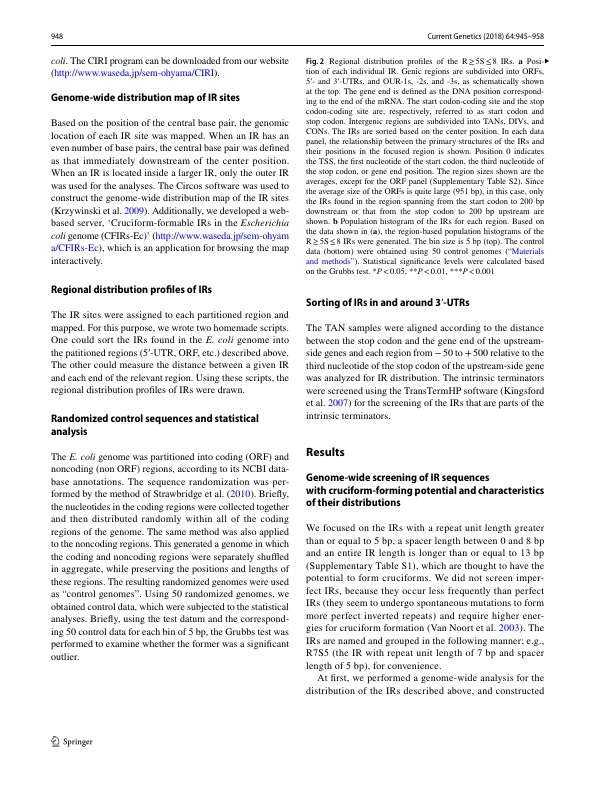 948
Current Genetics (2018) 64:945–958
coli. The CIRI program can be downloaded from our website
(http://www.waseda.jp/sem-ohyama/CIRI).
Genome-wide distribution map of IR sites
Based on the position of the central base pair, the genomic
location of each IR site was mapped. When an IR has an
even number of base pairs, the central base pair was defined
as that immediately downstream of the center position.
When an IR is located inside a larger IR, only the outer IR
was used for the analyses. The Circos software was used to
construct the genome-wide distribution map of the IR sites
(Krzywinski et al. 2009). Additionally, we developed a web-
based server, ‘Cruciform-formable IRs in the Escherichia
coli genome (CFIRs-Ec)’ (http://www.waseda.jp/sem-ohyam
a/CFIRs-Ec), which is an application for browsing the map
interactively.
Regional distribution profiles of IRs
The IR sites were assigned to each partitioned region and
mapped. For this purpose, we wrote two homemade scripts.
One could sort the IRs found in the E. coli genome into
the patitioned regions (5′-UTR, ORF, etc.) described above.
The other could measure the distance between a given IR
and each end of the relevant region. Using these scripts, the
regional distribution profiles of IRs were drawn.
Randomized control sequences and statistical
analysis
The E. coli genome was partitioned into coding (ORF) and
noncoding (non ORF) regions, according to its NCBI data-
base annotations. The sequence randomization was per-
formed by the method of Strawbridge et al. (2010). Briefly,
the nucleotides in the coding regions were collected together
and then distributed randomly within all of the coding
regions of the genome. The same method was also applied
to the noncoding regions. This generated a genome in which
the coding and noncoding regions were separately shuffled
in aggregate, while preserving the positions and lengths of
these regions. The resulting randomized genomes were used
as “control genomes”. Using 50 randomized genomes, we
obtained control data, which were subjected to the statistical
analyses. Briefly, using the test datum and the correspond-
ing 50 control data for each bin of 5 bp, the Grubbs test was
performed to examine whether the former was a significant
outlier.
Fig. 2 Regional distribution profiles of the R ≥ 5S ≤ 8 IRs. a Posi-
tion of each individual IR. Genic regions are subdivided into ORFs,
5′- and 3′-UTRs, and OUR-1s, -2s, and -3s, as schematically shown
at the top. The gene end is defined as the DNA position correspond-
ing to the end of the mRNA. The start codon-coding site and the stop
codon-coding site are, respectively, referred to as start codon and
stop codon. Intergenic regions are subdivided into TANs, DIVs, and
CONs. The IRs are sorted based on the center position. In each data
panel, the relationship between the primary structures of the IRs and
their positions in the focused region is shown. Position 0 indicates
the TSS, the first nucleotide of the start codon, the third nucleotide of
the stop codon, or gene end position. The region sizes shown are the
averages, except for the ORF panel (Supplementary Table S2). Since
the average size of the ORFs is quite large (951 bp), in this case, only
the IRs found in the region spanning from the start codon to 200 bp
downstream or that from the stop codon to 200 bp upstream are
shown. b Population histograms of the IRs for each region. Based on
the data shown in (a), the region-based population histograms of the
R ≥ 5S ≤ 8 IRs were generated. The bin size is 5 bp (top). The control
data (bottom) were obtained using 50 control genomes (“Materials
and methods”). Statistical significance levels were calculated based
on the Grubbs test. *P < 0.05, **P < 0.01, ***P < 0.001
Sorting of IRs in and around 3′-UTRs
The TAN samples were aligned according to the distance
between the stop codon and the gene end of the upstream-
side genes and each region from − 50 to + 500 relative to the
third nucleotide of the stop codon of the upstream-side gene
was analyzed for IR distribution. The intrinsic terminators
were screened using the TransTermHP software (Kingsford
et al. 2007) for the screening of the IRs that are parts of the
intrinsic terminators.
Results
Genome-wide screening of IR sequences
with cruciform-forming potential and characteristics
of their distributions
We focused on the IRs with a repeat unit length greater
than or equal to 5 bp, a spacer length between 0 and 8 bp
and an entire IR length is longer than or equal to 13 bp
(Supplementary Table S1), which are thought to have the
potential to form cruciforms. We did not screen imper-
fect IRs, because they occur less frequently than perfect
IRs (they seem to undergo spontaneous mutations to form
more perfect inverted repeats) and require higher ener-
gies for cruciform formation (Van Noort et al. 2003). The
IRs are named and grouped in the following manner; e.g.,
R7S5 (the IR with repeat unit length of 7 bp and spacer
length of 5 bp), for convenience.
At first, we performed a genome-wide analysis for the
distribution of the IRs described above, and constructed
Springer